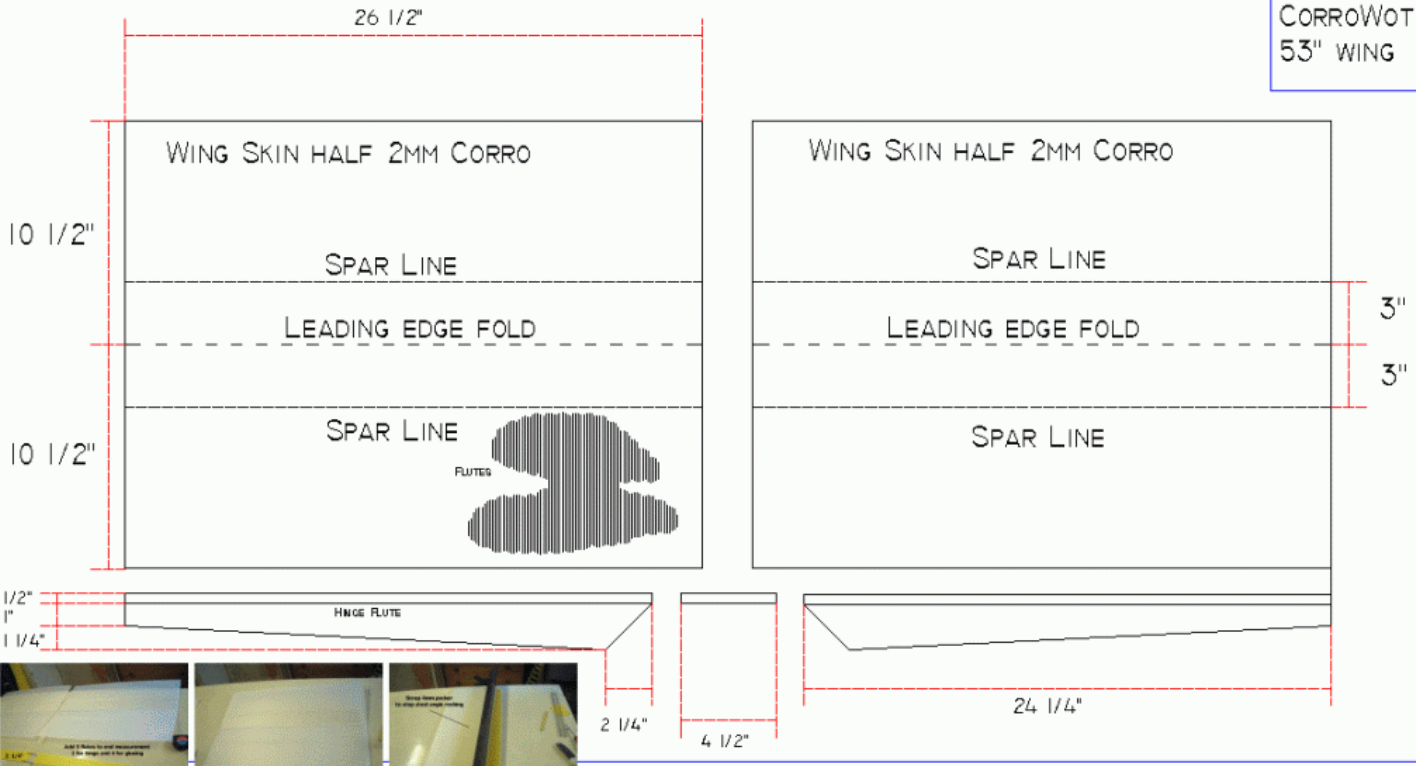 26 1/2"
CorroWot
53" wing
Wing Skin half 2mm Corro
Wing Skin half 2mm Corro
10 1/2"
Spar Line
Spar Line
3"
Leading edge fold
Leading edge fold
3"
Spar Line
Spar Line
10 1/2"
Flutes
1/2"
1"
1 1/4"
Hinge Flute
2 1/4"
4 1/2"
24 1/4"